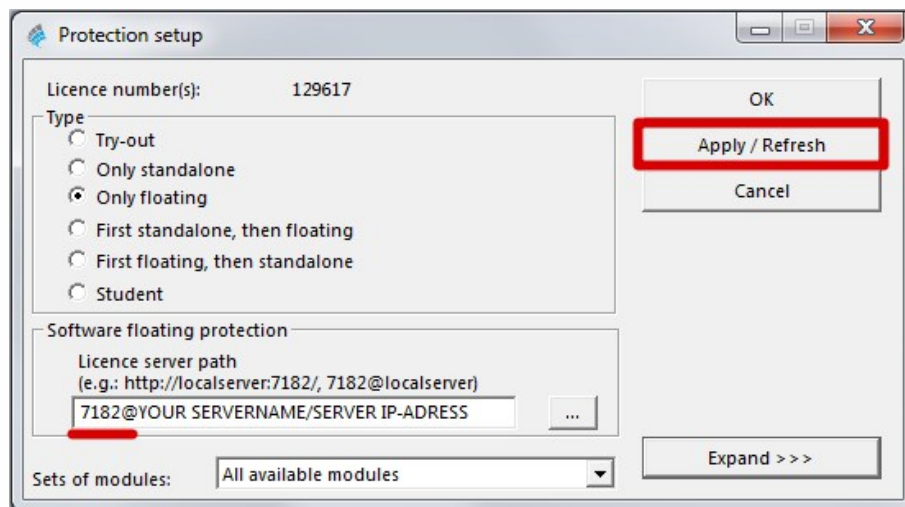 Protection setup
Licence number(s): 129617
Type
Try-out
Only standalone
Only floating
First standalone, then floating
First floating, then standalone
Student
Software floating protection
Licence server path
(e.g.: http://localserver:7182/, 7182@localserver)
7182@YOUR SERVERNAME/SERVER IP-ADRESS
...
Sets of modules: All available modules
OK
Apply / Refresh
Cancel
Expand >>>